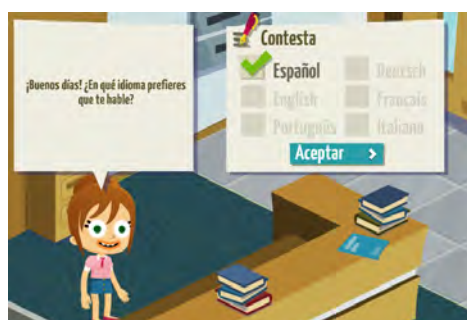 ¡Buenos días! ¿En qué idioma prefieres
que te hable?
Contesta
Español
Deutsch
English
Français
Português
Italiano
Aceptar >